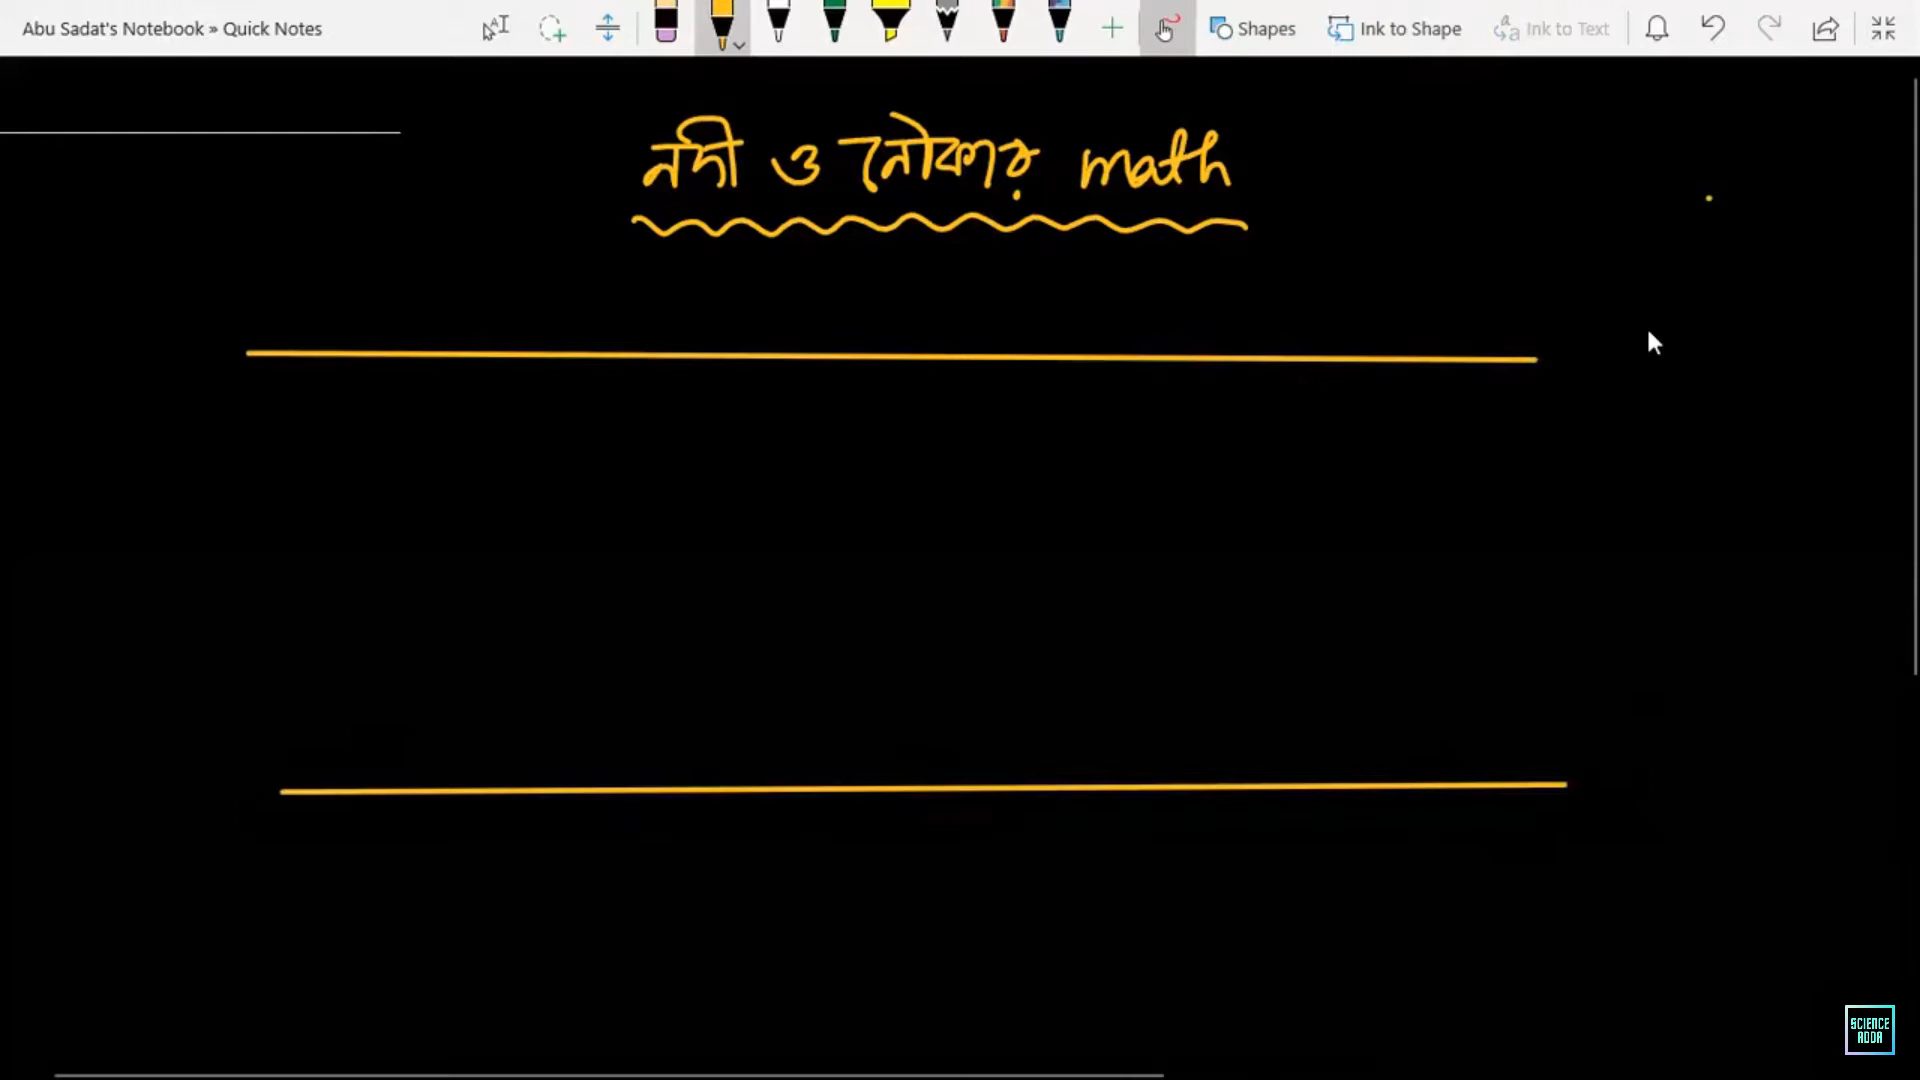 Abu Sadat's Notebook » Quick Notes
Shapes
Ink to Shape
Ink to Text
নদী ও নৌকার math
SCIENCE
ADDA